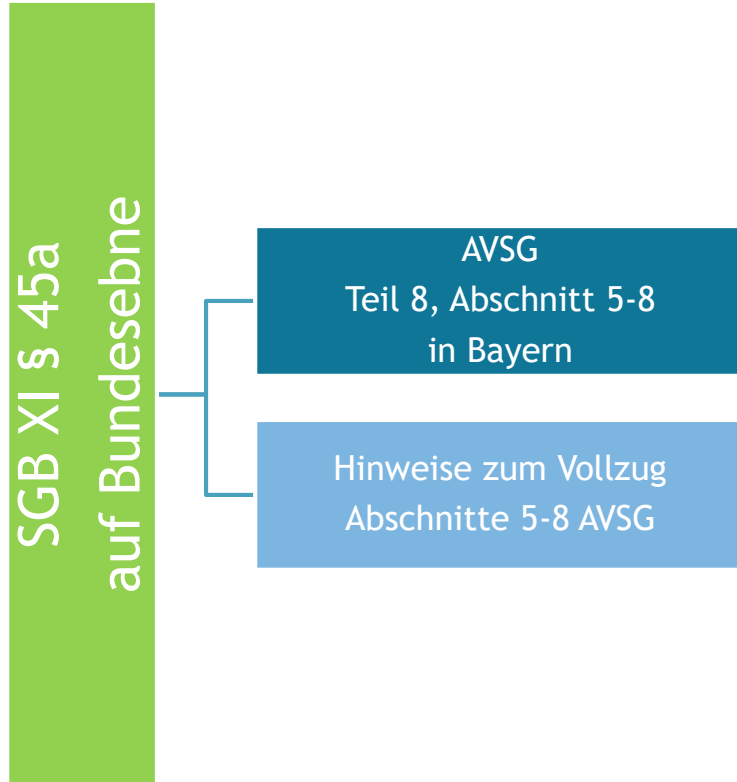 SGB XI § 45a
auf Bundesebne
AVSG
Teil 8, Abschnitt 5-8
in Bayern
Hinweise zum Vollzug
Abschnitte 5-8 AVSG